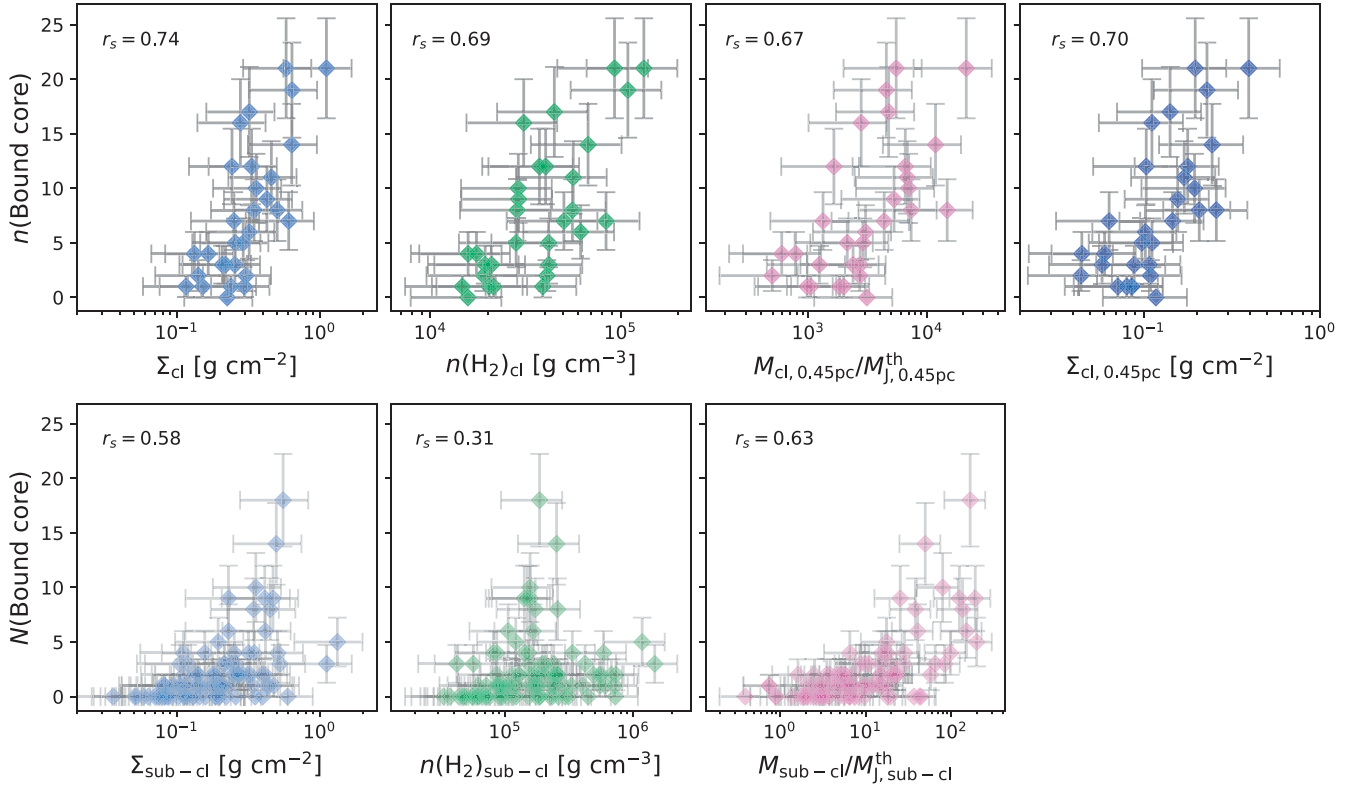 r_s = 0.74
r_s = 0.69
r_s = 0.67
r_s = 0.70
n(Bound core)
25
20
15
10
5
0
10^−1
10^0
10^4
10^5
10^3
10^4
10^−1
10^0
Σ_cl [g cm^−2]
n(H_2)_cl [g cm^−3]
M_cl, 0.45pc/M^th_J, 0.45pc
Σ_cl, 0.45pc [g cm^−2]
r_s = 0.58
r_s = 0.31
r_s = 0.63
N(Bound core)
25
20
15
10
5
0
10^−1
10^0
10^5
10^6
10^0
10^1
10^2
Σ_sub−cl [g cm^−2]
n(H_2)_sub−cl [g cm^−3]
M_sub−cl/M^th_J, sub−cl